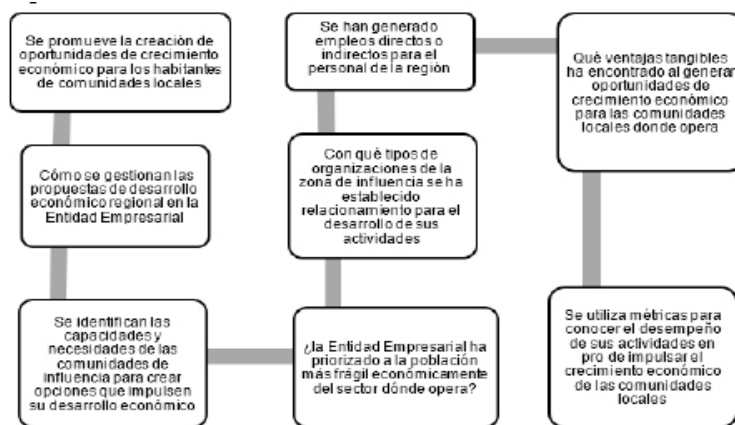 Se promueve la creación de
oportunidades de crecimiento
económico para los habitantes
de comunidades locales
Cómo se gestionan las
propuestas de desarrollo
económico regional en la
Entidad Empresarial
Se identifican las
capacidades y
necesidades de las
comunidades de
influencia para crear
opciones que impulsen
su desarrollo económico
¿la Entidad Empresarial ha
priorizado a la población
más frágil económicamente
del sector dónde opera?
Con qué tipos de
organizaciones de la
zona de influencia se ha
establecido
relacionamiento para el
desarrollo de sus
actividades
Se han generado
empleos directos o
indirectos para el
personal de la región
Qué ventajas tangibles
ha encontrado al generar
oportunidades de
crecimiento económico
para las comunidades
locales donde opera
Se utiliza métricas para
conocer el desempeño
de sus actividades en
pro de impulsar el
crecimiento económico
de las comunidades
locales